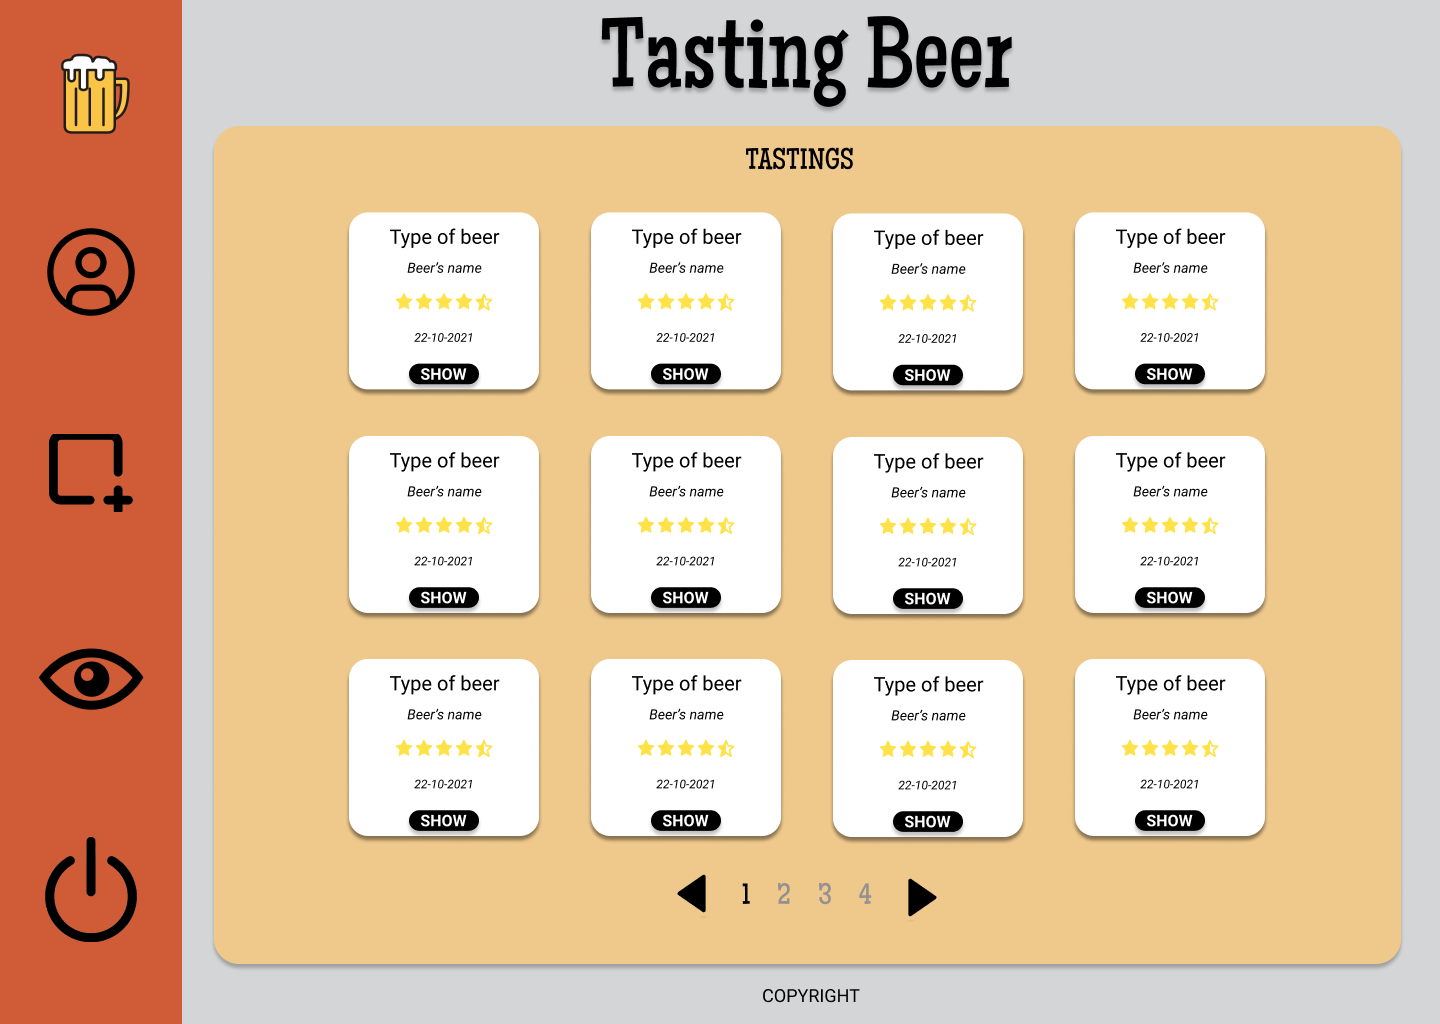 Tasting Beer
TASTINGS
Type of beer
Beer's name
22-10-2021
SHOW
Type of beer
Beer's name
22-10-2021
SHOW
Type of beer
Beer's name
22-10-2021
SHOW
Type of beer
Beer's name
22-10-2021
SHOW
Type of beer
Beer's name
22-10-2021
SHOW
Type of beer
Beer's name
22-10-2021
SHOW
Type of beer
Beer's name
22-10-2021
SHOW
Type of beer
Beer's name
22-10-2021
SHOW
Type of beer
Beer's name
22-10-2021
SHOW
Type of beer
Beer's name
22-10-2021
SHOW
Type of beer
Beer's name
22-10-2021
SHOW
Type of beer
Beer's name
22-10-2021
SHOW
1 2 3 4
COPYRIGHT